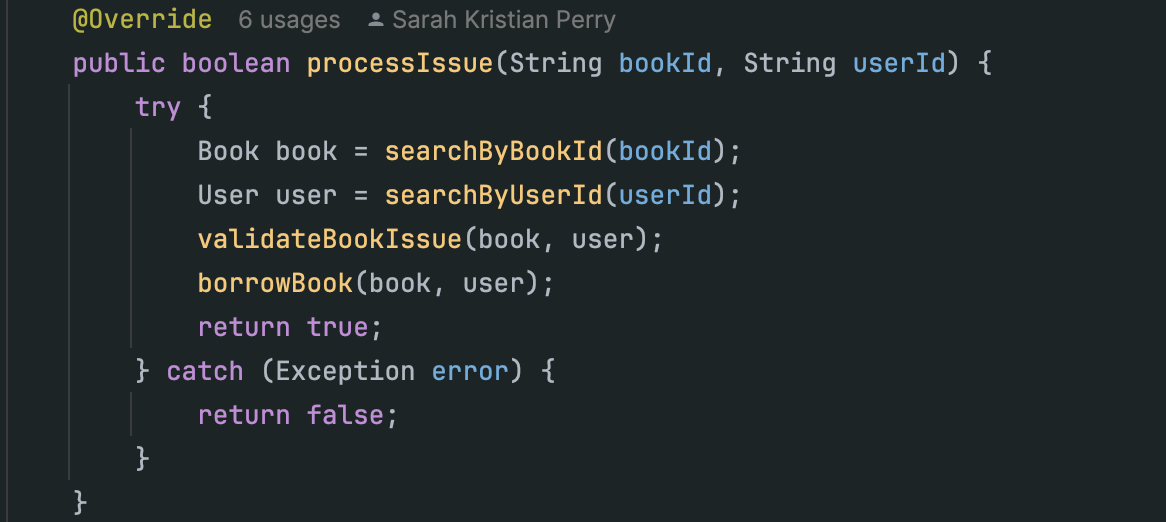 @Override 6 usages Sarah Kristian Perry
public boolean processIssue(String bookId, String userId) {
try {
Book book = searchByBookId(bookId);
User user = searchByUserId(userId);
validateBookIssue(book, user);
borrowBook(book, user);
return true;
} catch (Exception error) {
return false;
}
}